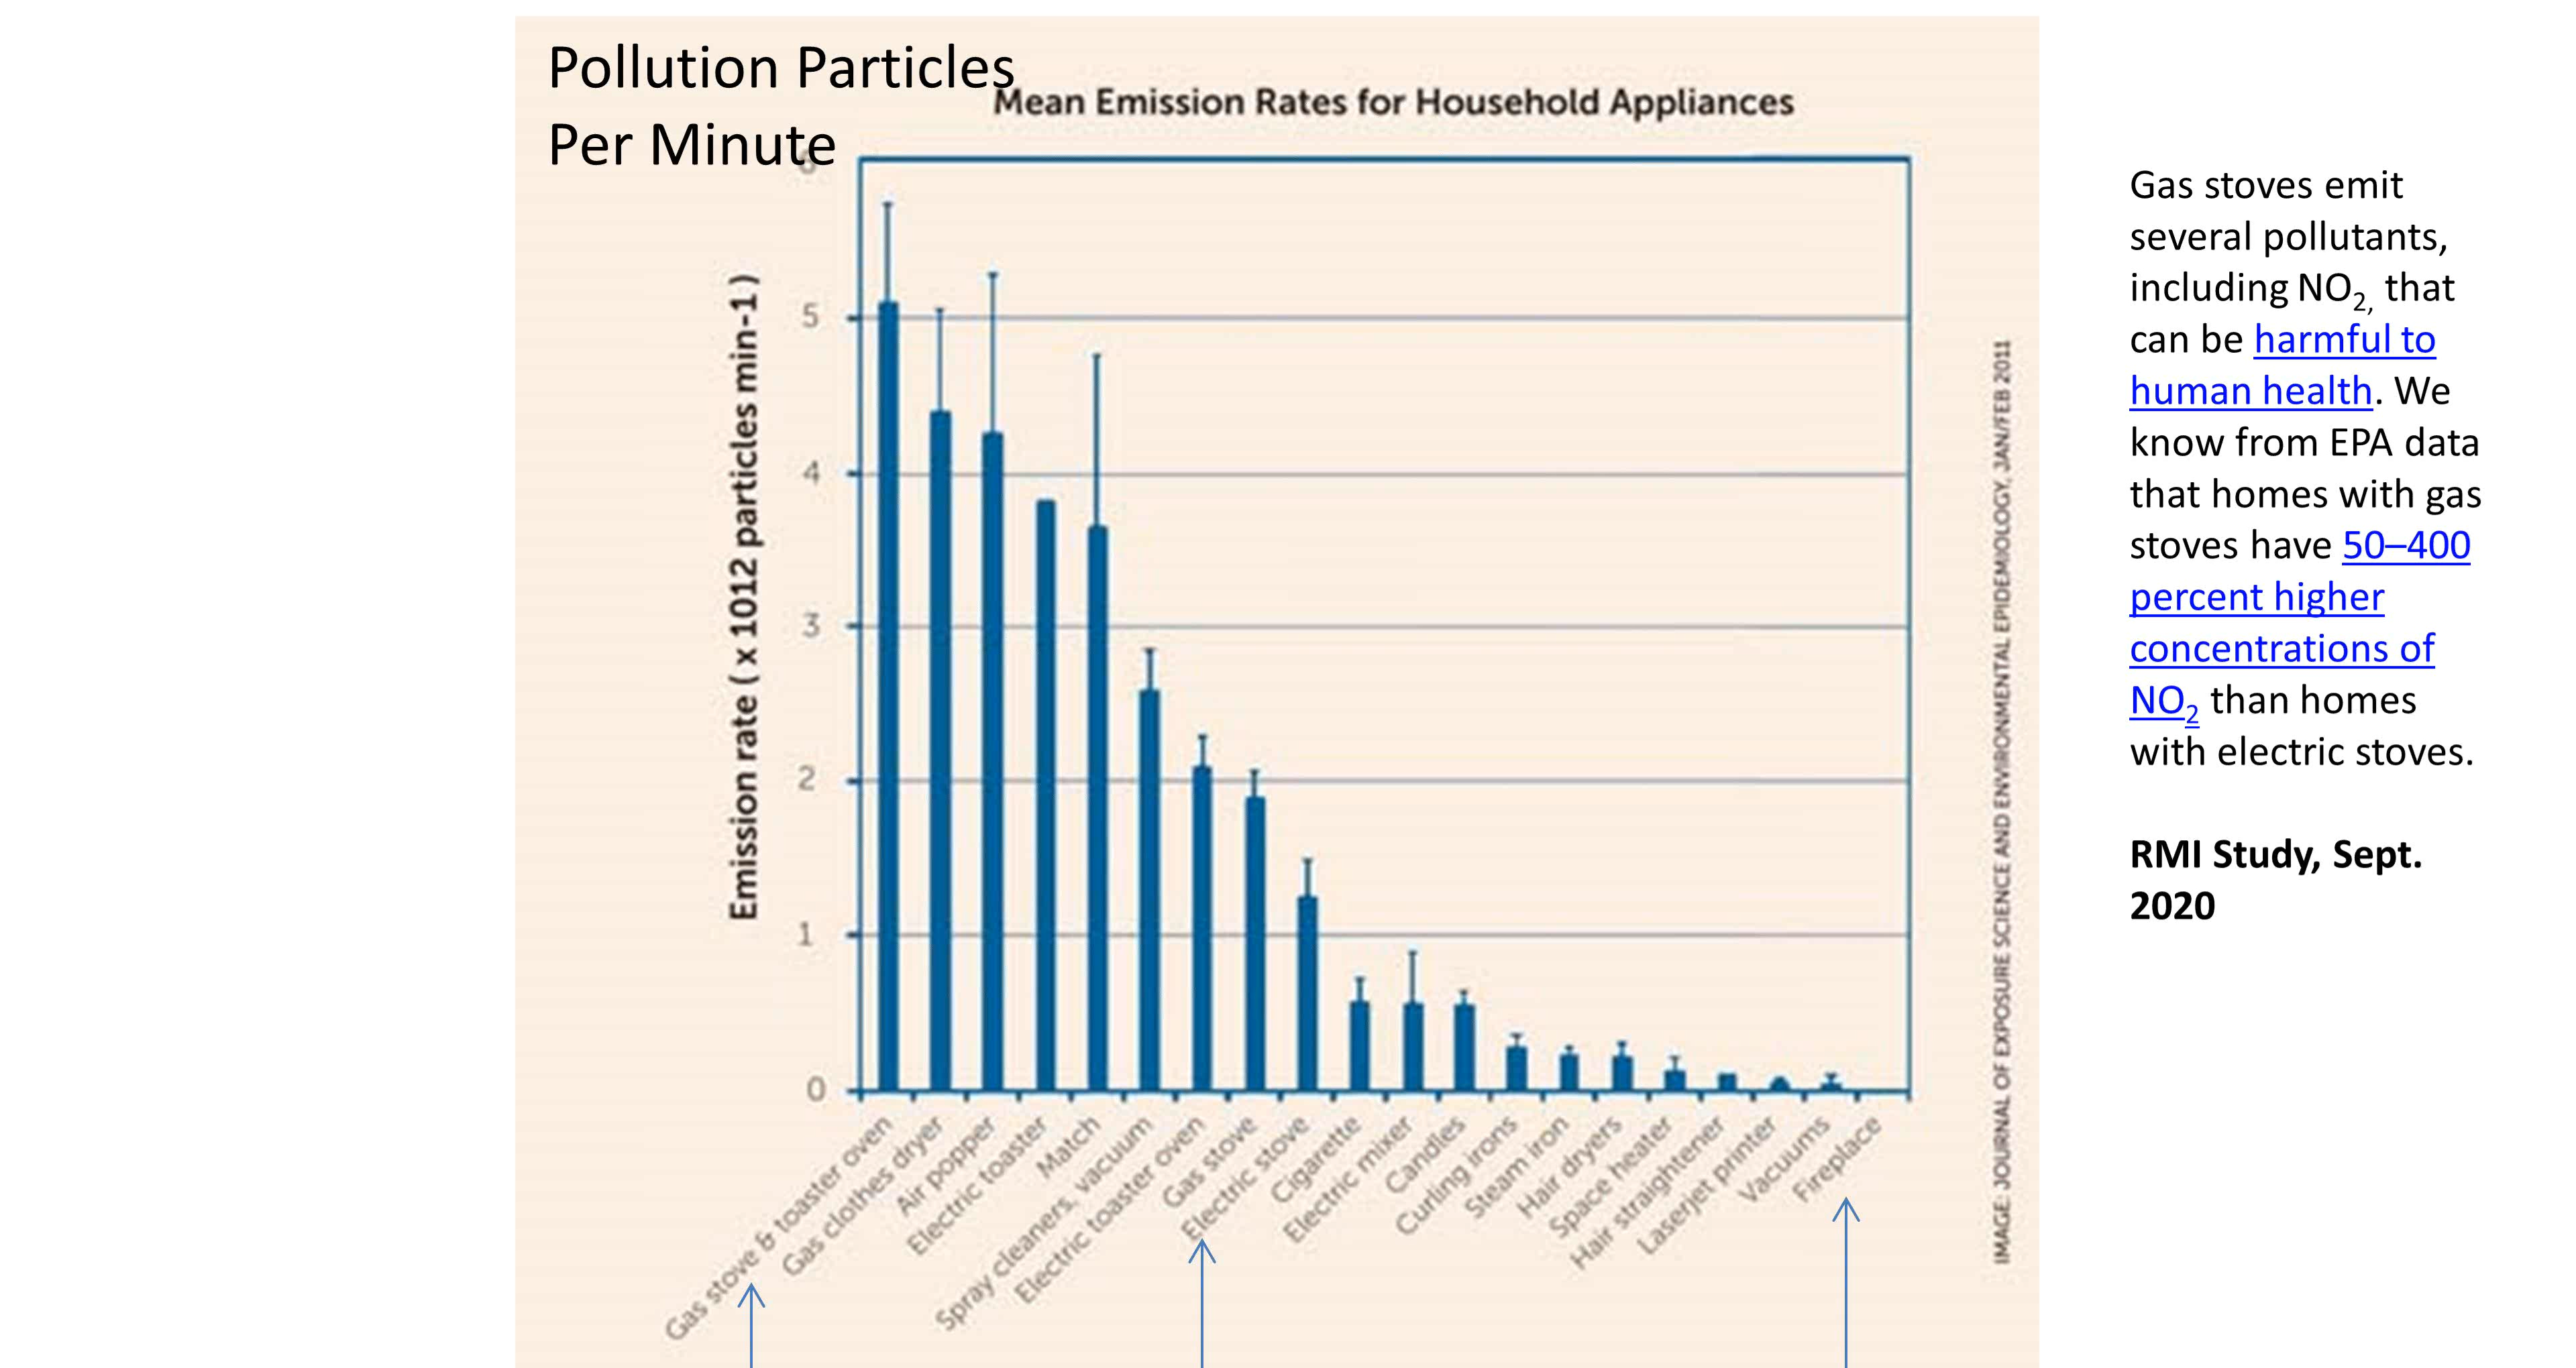 Pollution Particles
Per Minute
Mean Emission Rates for Household Appliances
Emission rate ( x 1012 particles min-1 )
6
5
4
3
2
1
0
Gas stove & toaster oven
Gas clothes dryer
Air popper
Electric toaster
Match
Spray cleaners, vacuum
Electric toaster oven
Gas stove
Electric stove
Cigarette
Electric mixer
Candles
Curling irons
Steam iron
Hair dryers
Space heater
Hair straightener
Laserjet printer
Vacuums
Fireplace
IMAGE: JOURNAL OF EXPOSURE SCIENCE AND ENVIRONMENTAL EPIDEMIOLOGY, JAN/FEB 2011
Gas stoves emit
several pollutants,
including NO2, that
can be harmful to
human health. We
know from EPA data
that homes with gas
stoves have 50–400
percent higher
concentrations of
NO2 than homes
with electric stoves.
RMI Study, Sept.
2020